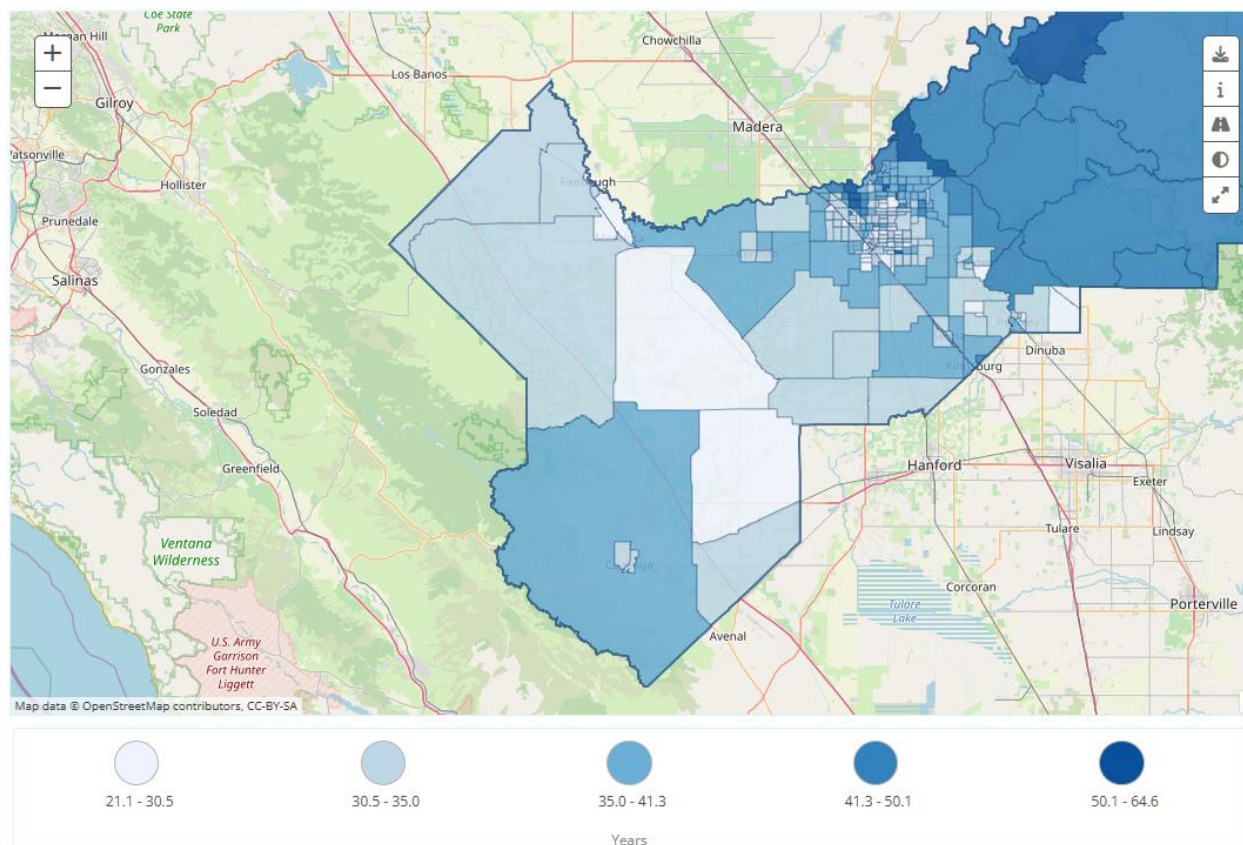 Coe State
Park
Morgan Hill
+
−
Chowchilla
Los Banos
Gilroy
Madera
Watsonville
Hollister
Firebaugh
Prunedale
Salinas
Gonzales
Dinuba
Kingsburg
Soledad
Greenfield
Hanford
Visalia
Exeter
Ventana
Wilderness
Coalinga
Tulare
Lindsay
Corcoran
Tulare
Lake
Porterville
Avenal
U.S. Army
Garrison
Fort Hunter
Liggett
i
Map data © OpenStreetMap contributors, CC-BY-SA
21.1 - 30.5
30.5 - 35.0
35.0 - 41.3
41.3 - 50.1
50.1 - 64.6
Years